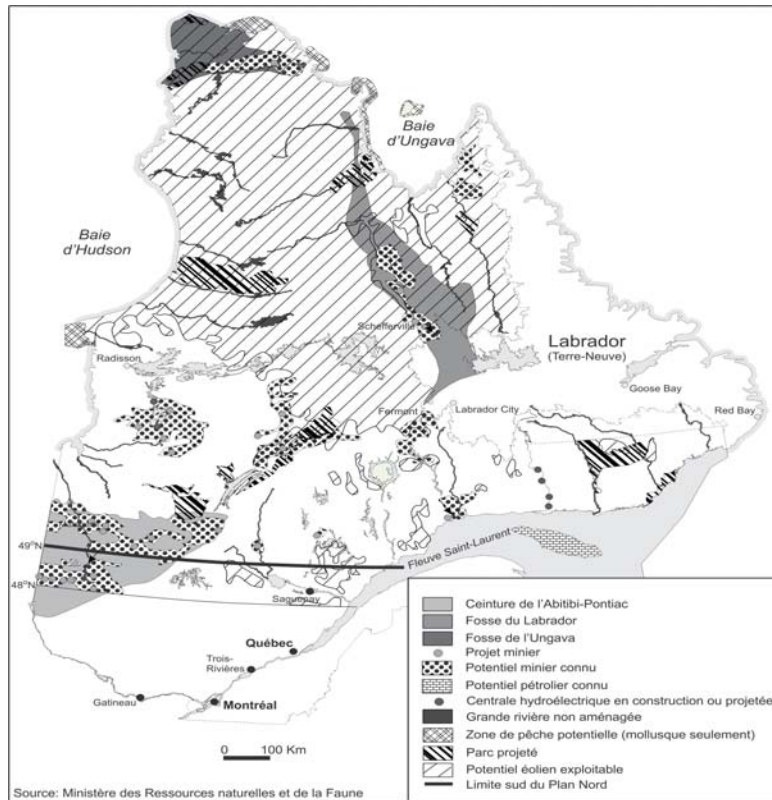 Baie
d'Ungava
Baie
d'Hudson
Schefferville
Labrador
(Terre-Neuve)
Radisson
Goose Bay
Fermont
Labrador City
Red Bay
49°N
48°N
Fleuve Saint-Laurent
Saguenay
Québec
Trois-
Rivières
Gatineau
Montréal
0 100 Km
Source: Ministère des Ressources naturelles et de la Faune
Ceinture de l'Abitibi-Pontiac
Fosse du Labrador
Fosse de l'Ungava
Projet minier
Potentiel minier connu
Potentiel pétrolier connu
Centrale hydroélectrique en construction ou projetée
Grande rivière non aménagée
Zone de pêche potentielle (mollusque seulement)
Parc projeté
Potentiel éolien exploitable
Limite sud du Plan Nord